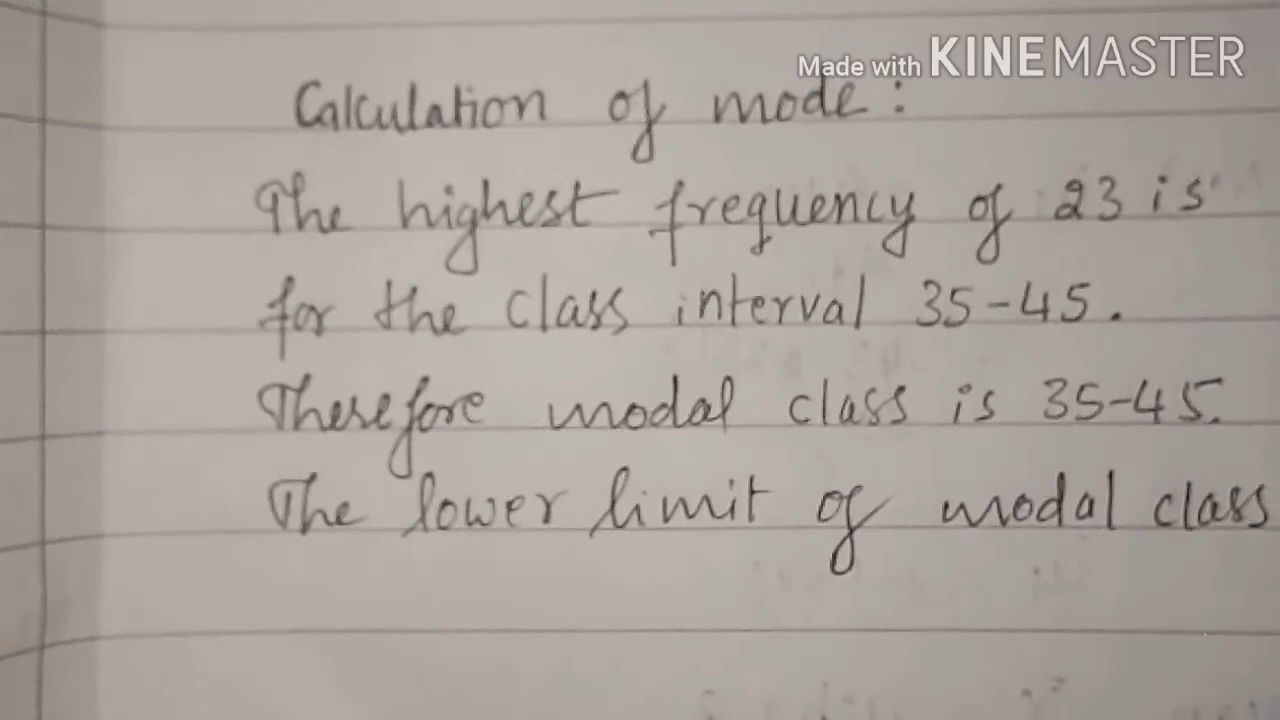 Made with KINEMASTER
Calculation of mode:
The highest frequency of 23 is
for the class interval 35-45.
Therefore modal class is 35-45.
The lower limit of modal class